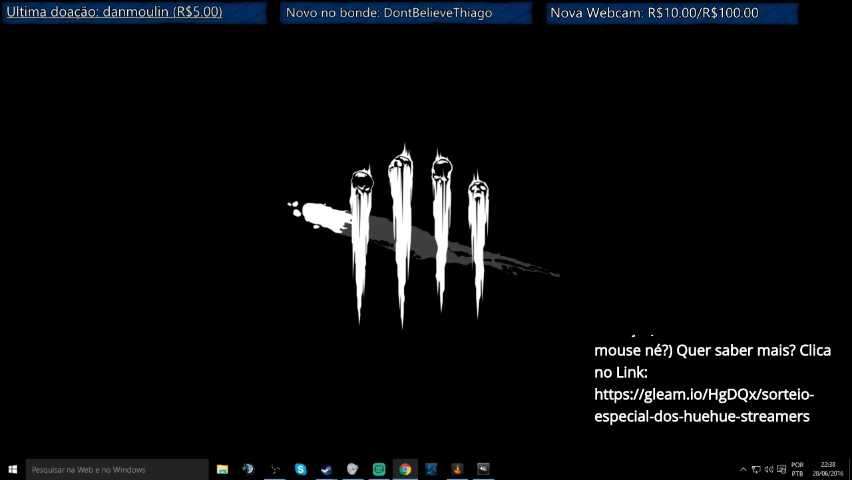 Ultima doação: danmoulin (R$5.00)
Novo no bonde: DontBelieveThiago
Nova Webcam: R$10.00/R$100.00
mouse né?) Quer saber mais? Clica
no Link:
https://gleam.io/HgDQx/sorteio-
especial-dos-huehue-streamers
Pesquisar na Web e no Windows
POR
PTB
22:38
28/06/2016